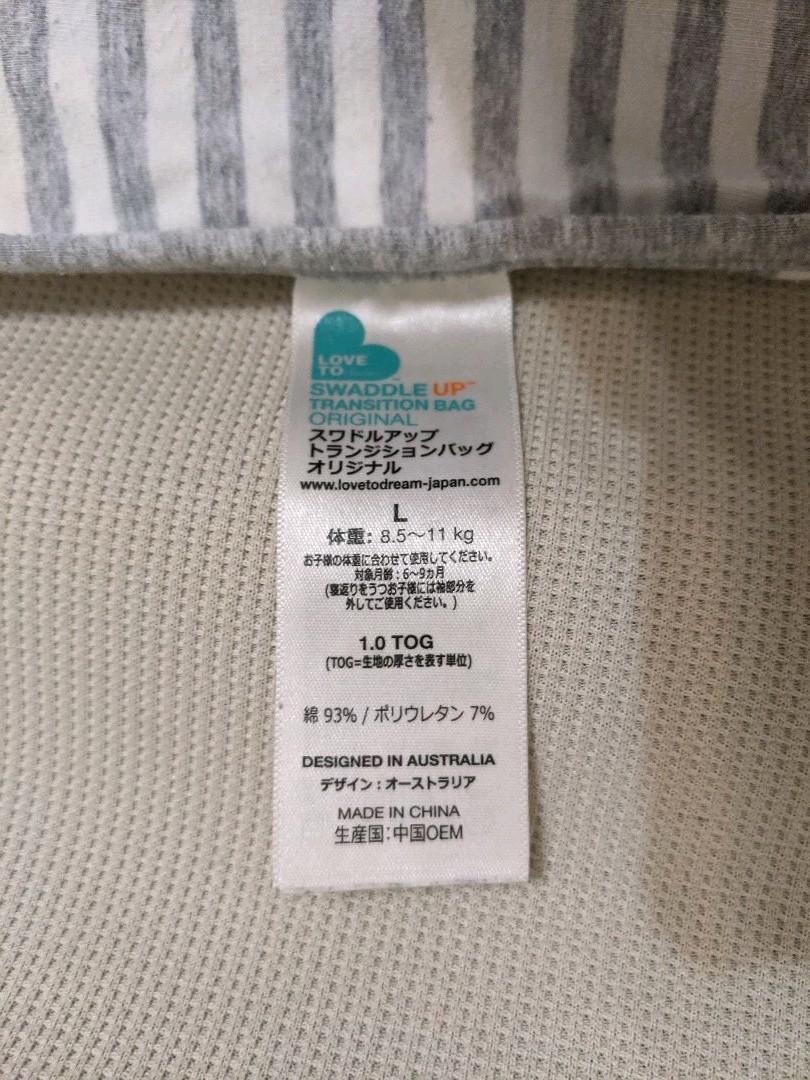 LOVE
TO
SWADDLE UP™
TRANSITION BAG
ORIGINAL
スワドルアップ
トランジションバッグ
オリジナル
www.lovetodream-japan.com
L
体重: 8.5～11 kg
お子様の体重に合わせて使用してください。
対象月齢：6～9ヵ月
(寝返りをうつお子様には袖部分を
外してご使用ください。)
1.0 TOG
(TOG=生地の厚さを表す単位)
綿 93% / ポリウレタン 7%
DESIGNED IN AUSTRALIA
デザイン：オーストラリア
MADE IN CHINA
生産国：中国OEM